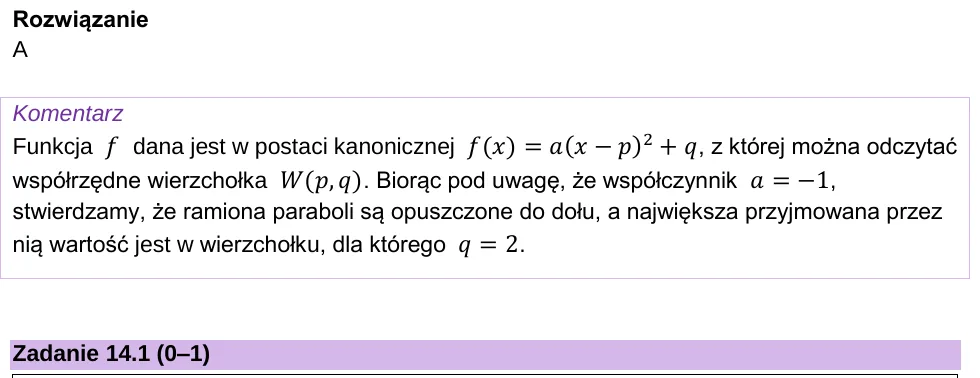 Rozwiązanie
A
Komentarz
Funkcja f dana jest w postaci kanonicznej f(x) = a(x − p)² + q, z której można odczytać
współrzędne wierzchołka W(p, q). Biorąc pod uwagę, że współczynnik a = −1,
stwierdzamy, że ramiona paraboli są opuszczone do dołu, a największa przyjmowana przez
nią wartość jest w wierzchołku, dla którego q = 2.
Zadanie 14.1 (0–1)